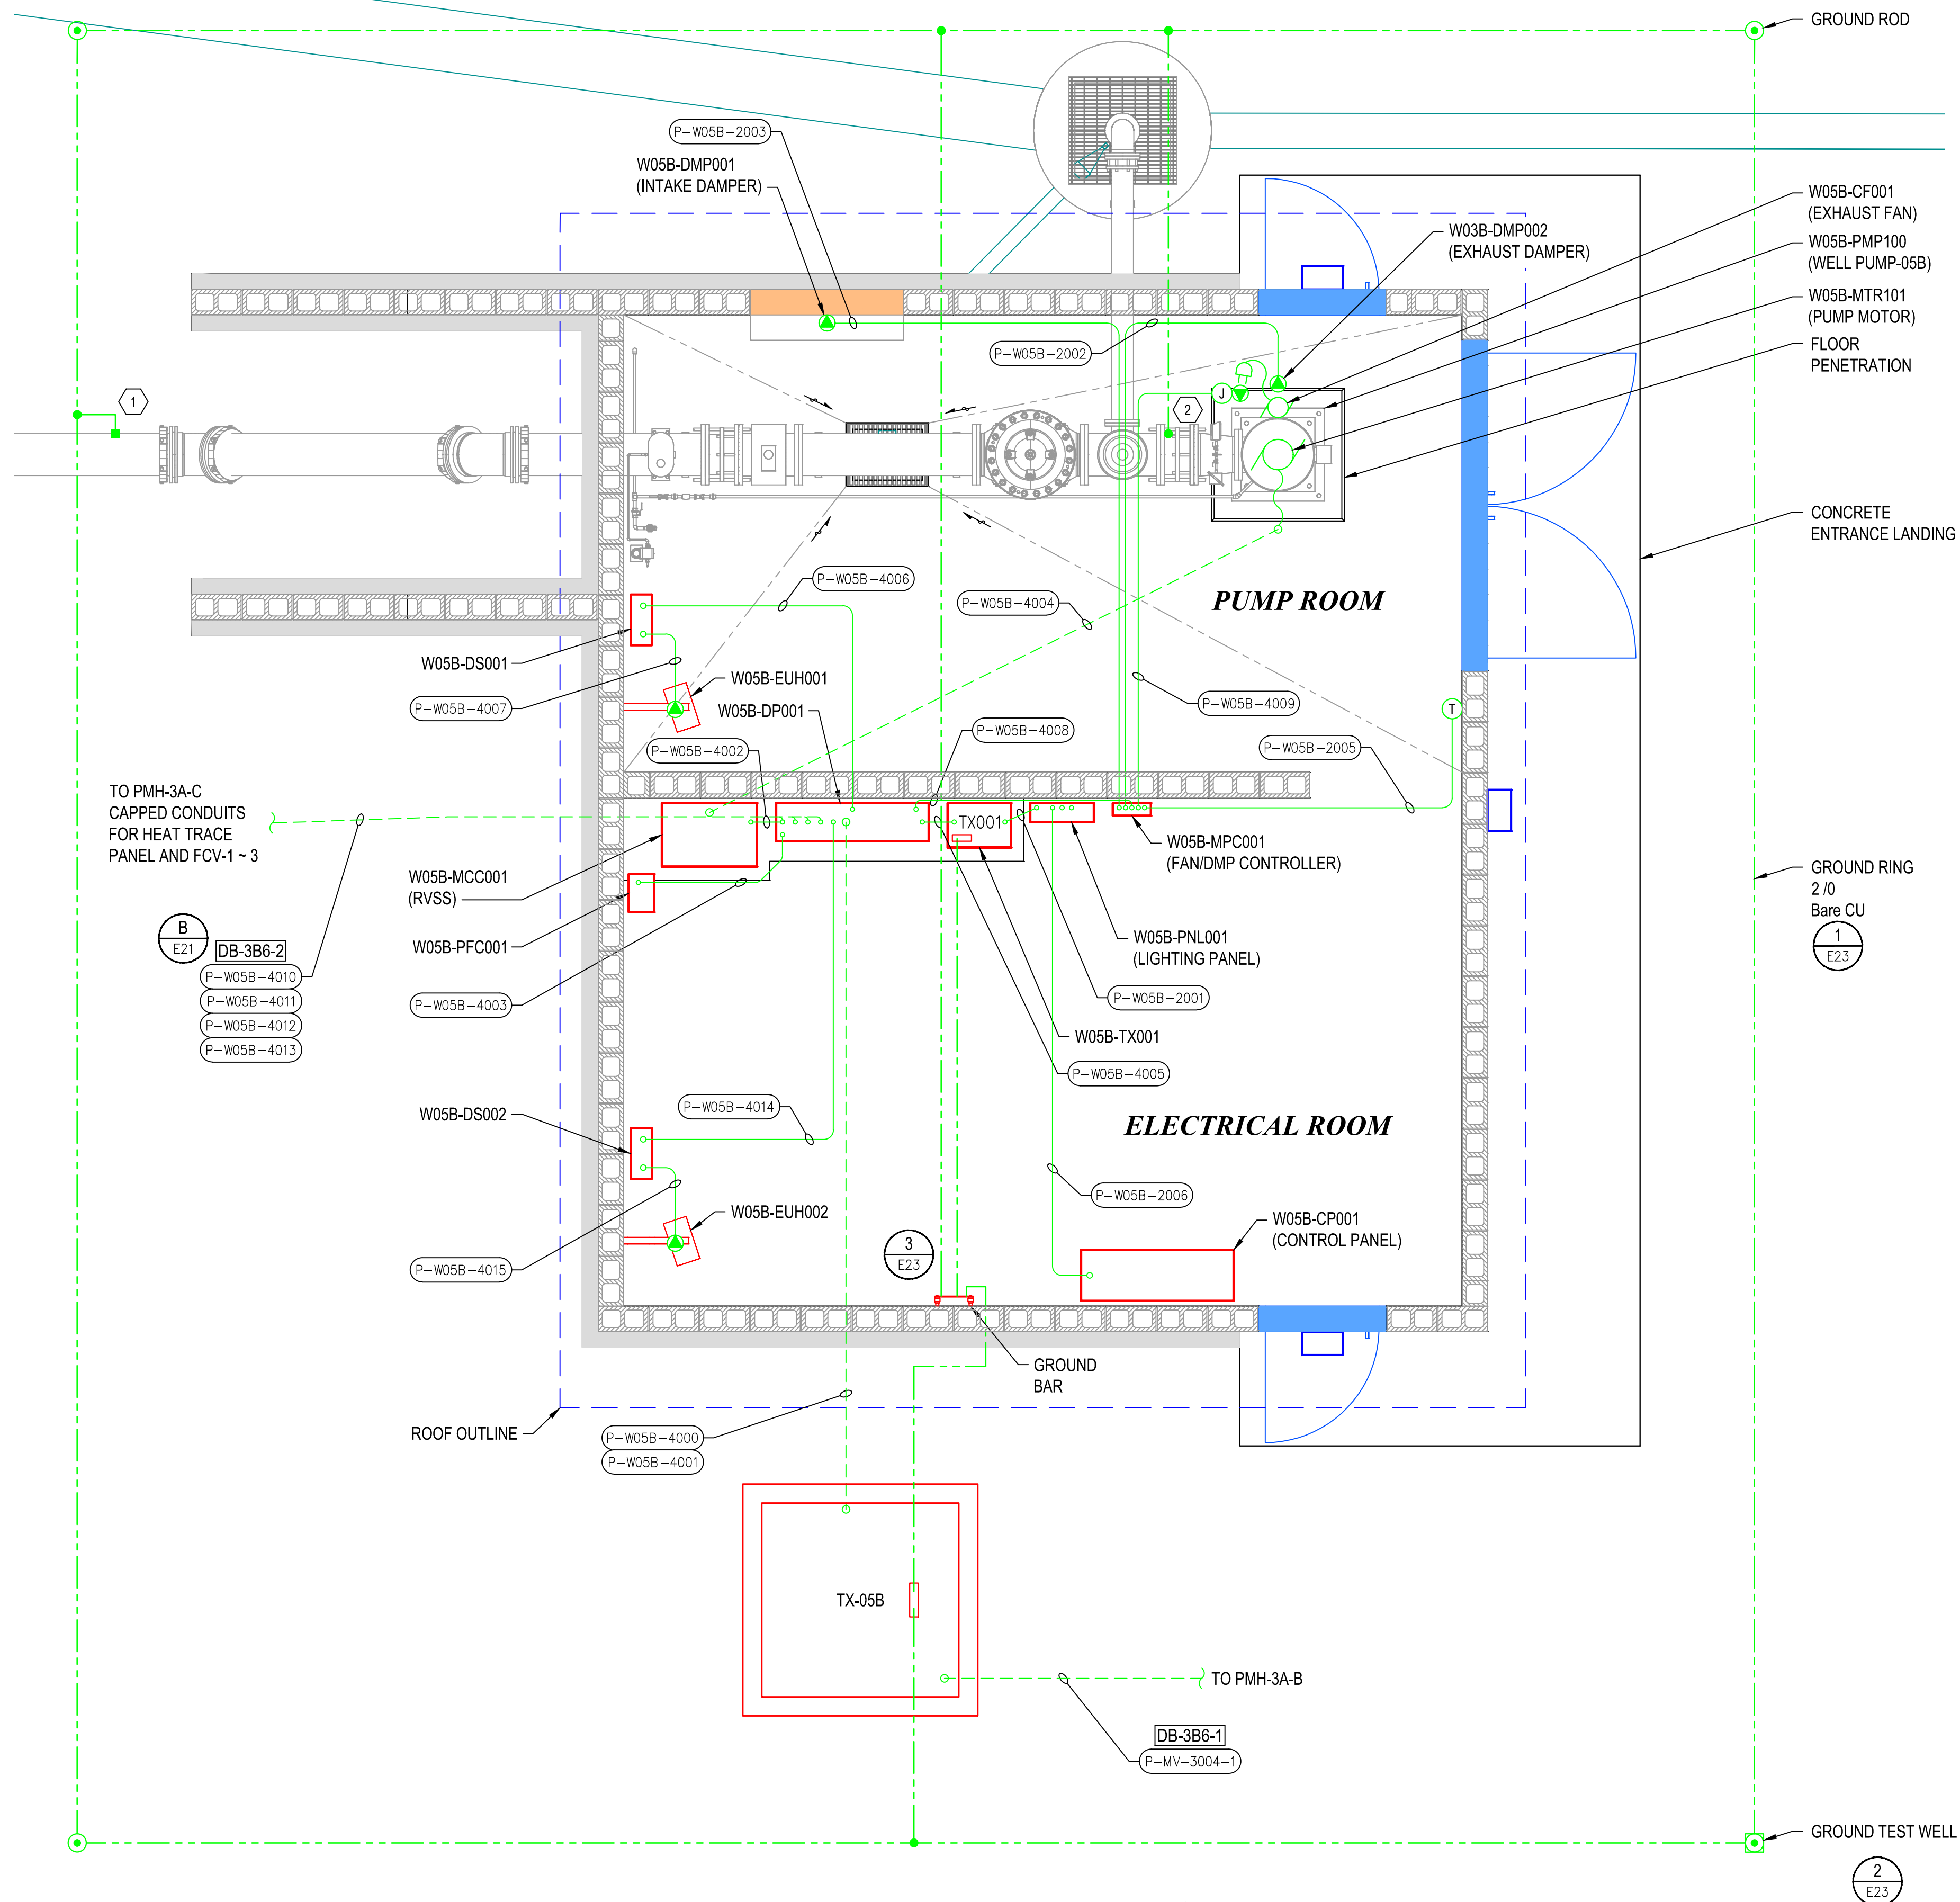 GROUND ROD
P-W05B-2003
W05B-DMP001
(INTAKE DAMPER)
W05B-CF001
(EXHAUST FAN)
W03B-DMP002
(EXHAUST DAMPER)
W05B-PMP100
(WELL PUMP-05B)
W05B-MTR101
(PUMP MOTOR)
FLOOR
PENETRATION
P-W05B-2002
1
J
2
CONCRETE
ENTRANCE LANDING
P-W05B-4006
P-W05B-4004
PUMP ROOM
W05B-DS001
W05B-EUH001
P-W05B-4007
W05B-DP001
P-W05B-4009
T
P-W05B-4008
P-W05B-4002
P-W05B-2005
TO PMH-3A-C
CAPPED CONDUITS
FOR HEAT TRACE
PANEL AND FCV-1 ~ 3
TX001
W05B-MPC001
(FAN/DMP CONTROLLER)
W05B-MCC001
(RVSS)
GROUND RING
2 /0
Bare CU
1
E23
B
E21
DB-3B6-2
W05B-PFC001
W05B-PNL001
(LIGHTING PANEL)
P-W05B-4010
P-W05B-4011
P-W05B-4012
P-W05B-4013
P-W05B-4003
P-W05B-2001
W05B-TX001
P-W05B-4005
W05B-DS002
P-W05B-4014
ELECTRICAL ROOM
P-W05B-2006
W05B-EUH002
W05B-CP001
(CONTROL PANEL)
3
E23
P-W05B-4015
GROUND
BAR
ROOF OUTLINE
P-W05B-4000
P-W05B-4001
TX-05B
TO PMH-3A-B
DB-3B6-1
P-MV-3004-1
GROUND TEST WELL
2
E23